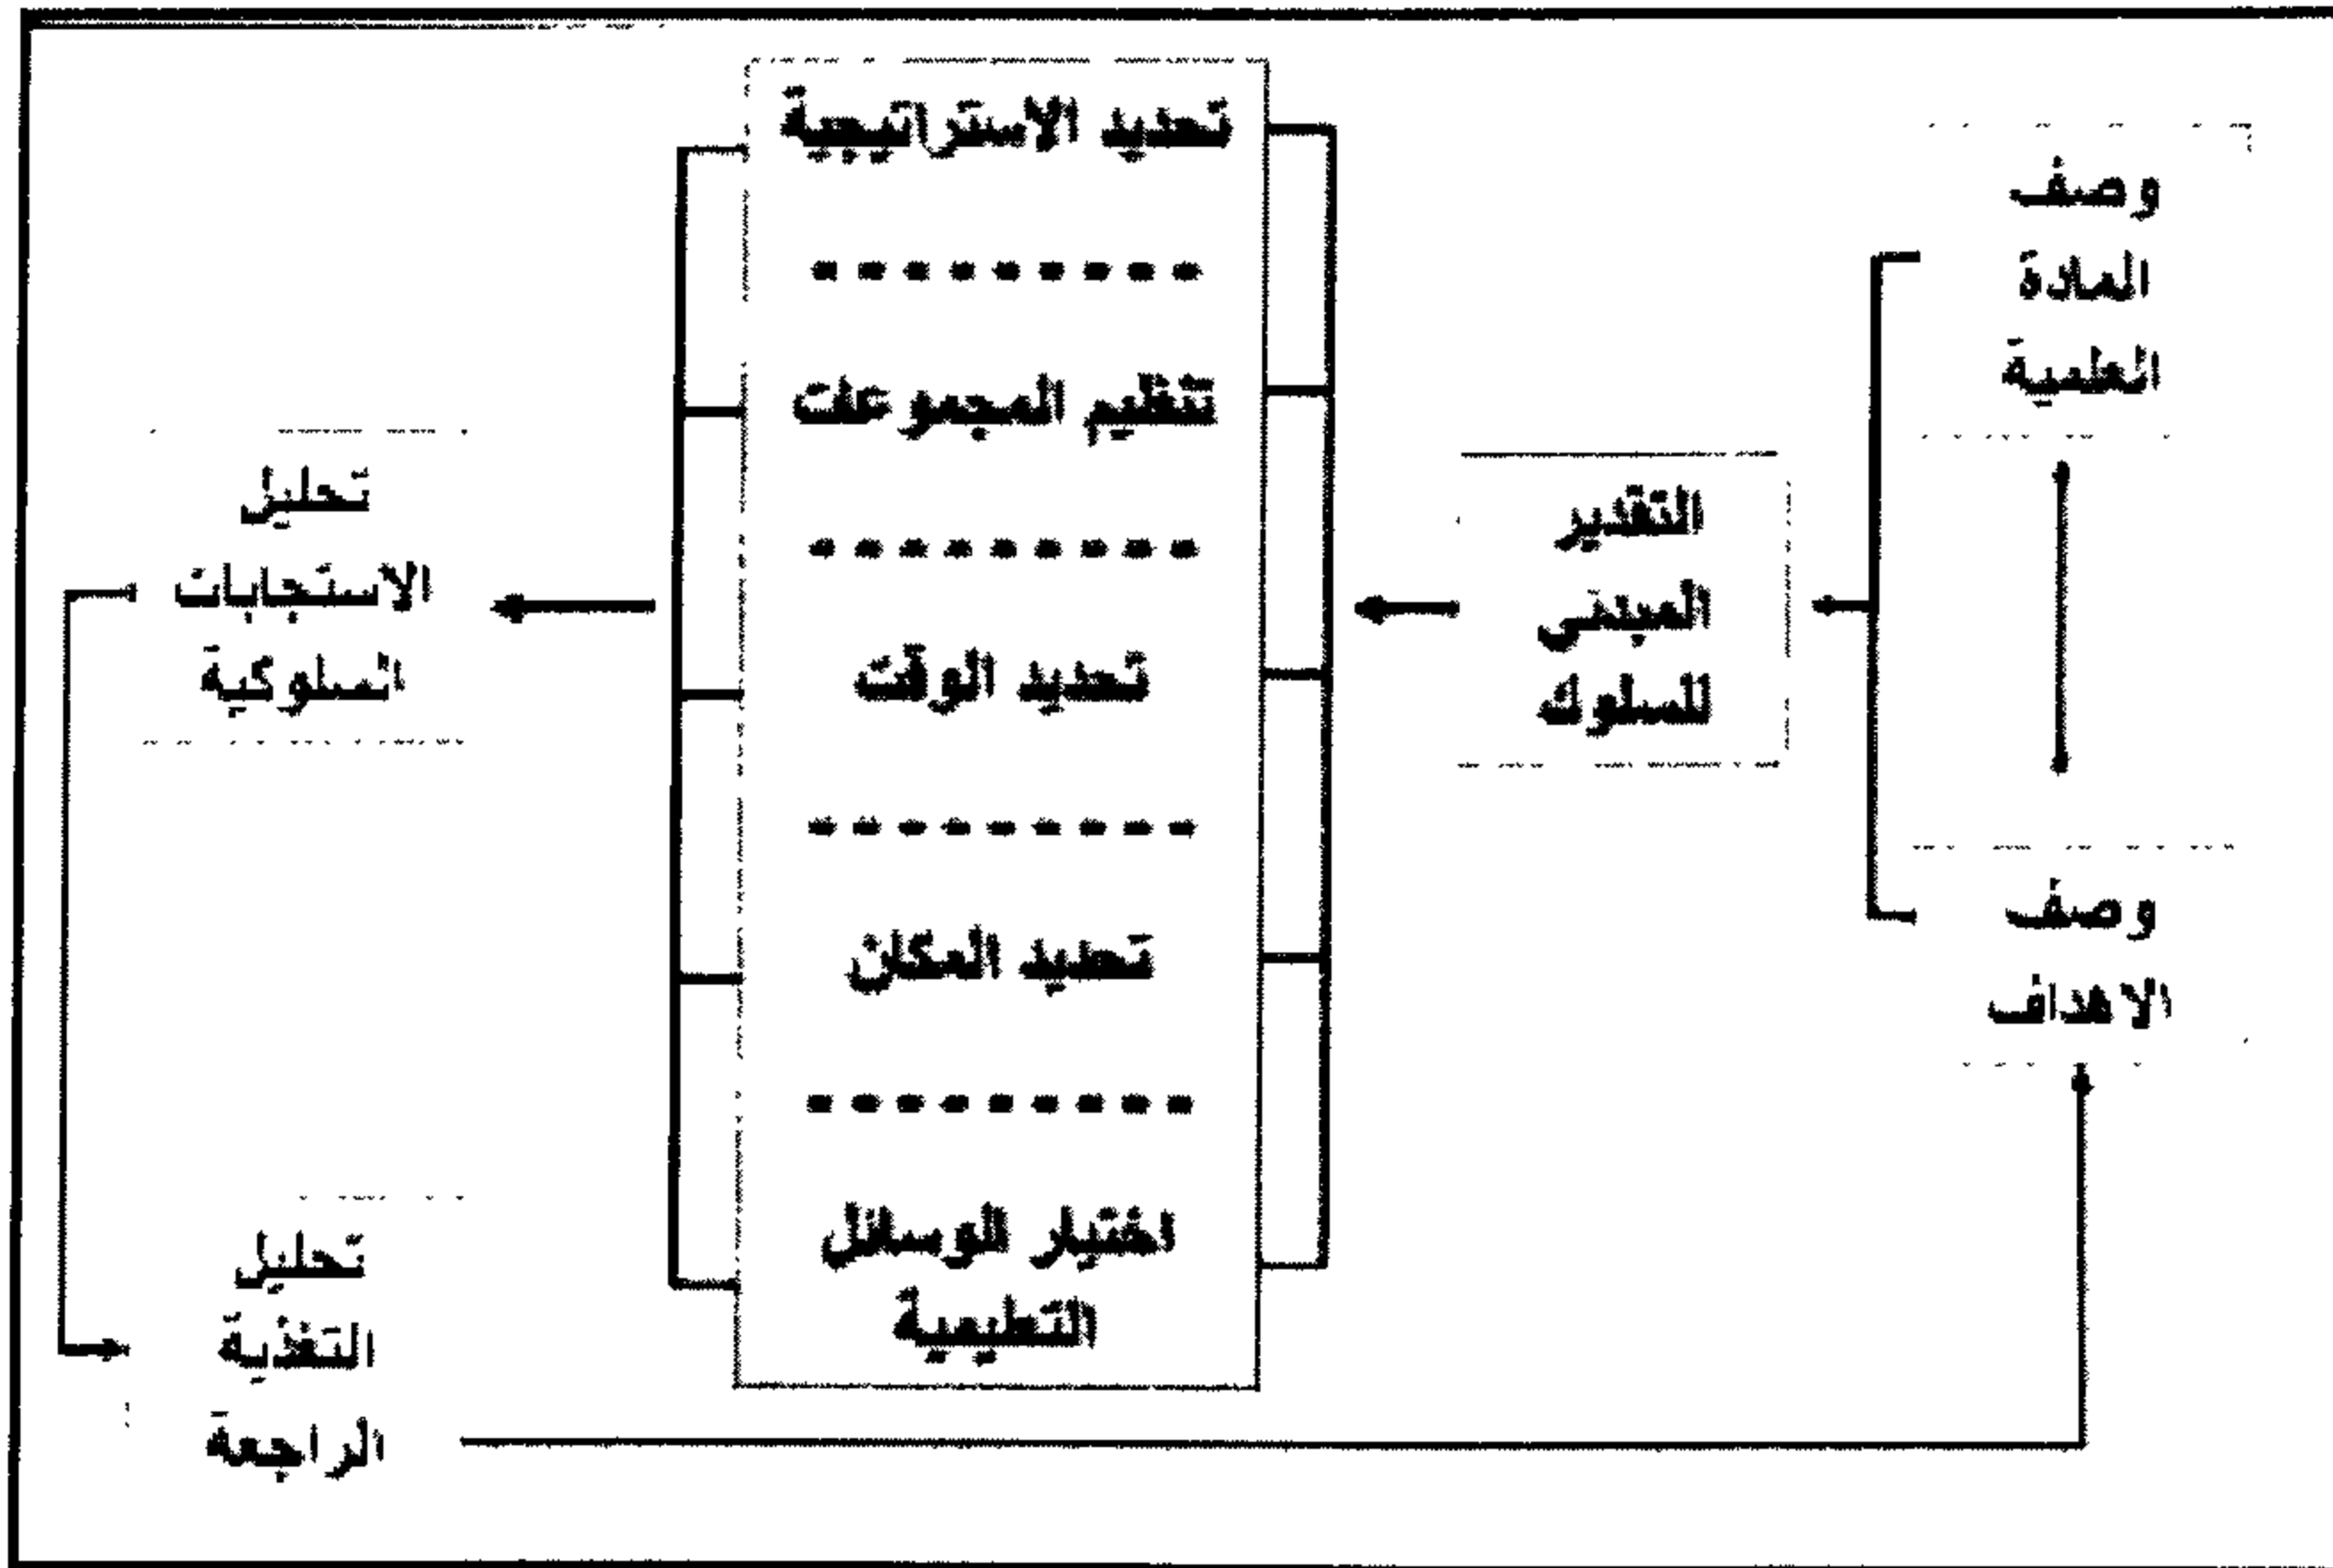 وصف
المادة
العلمية
وصف
الاهداف
التقدير
المبدئي
للسلوك
تحديد الاستراتيجية
تنظيم المجموعات
تحديد الوقت
تحديد المكان
اختيار الوسائل
التعليمية
تحليل
الاستجابات
السلوكية
تحليل
التغذية
الراجعة